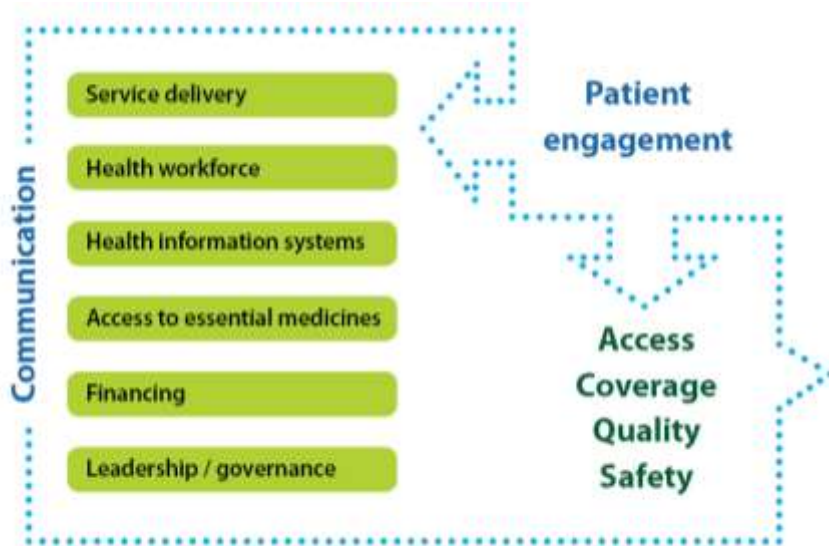 Communication
Service delivery
Health workforce
Health information systems
Access to essential medicines
Financing
Leadership / governance
Patient
engagement
Access
Coverage
Quality
Safety